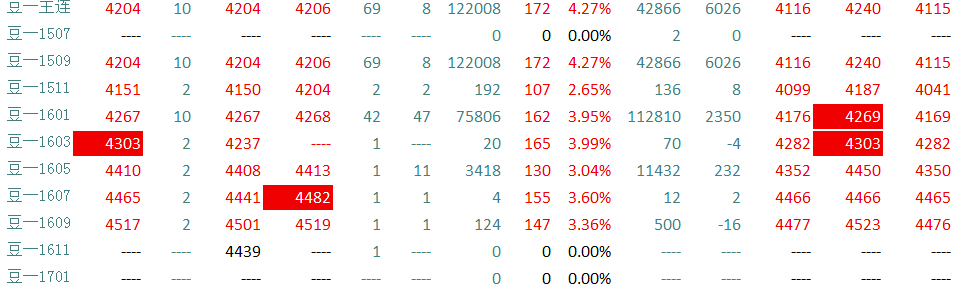 豆一主连 4204 10 4204 4206 69 8 122008 172 4.27% 42866 6026 4116 4240 4115
豆一1507 ---- ---- ---- ---- ---- ---- 0 0 0.00% 2 0 ---- ---- ----
豆一1509 4204 10 4204 4206 69 8 122008 172 4.27% 42866 6026 4116 4240 4115
豆一1511 4151 2 4150 4204 2 2 192 107 2.65% 136 8 4099 4187 4041
豆一1601 4267 10 4267 4268 42 47 75806 162 3.95% 112810 2350 4176 4269 4169
豆一1603 4303 2 4237 ---- 1 ---- 20 165 3.99% 70 -4 4282 4303 4282
豆一1605 4410 2 4408 4413 1 11 3418 130 3.04% 11432 232 4352 4450 4350
豆一1607 4465 2 4441 4482 1 1 4 155 3.60% 12 2 4466 4466 4465
豆一1609 4517 2 4501 4519 1 1 124 147 3.36% 500 -16 4477 4523 4476
豆一1611 ---- ---- 4439 ---- 1 ---- 0 0 0.00% ---- ---- ---- ---- ----
豆一1701 ---- ---- ---- ---- ---- ---- 0 0 0.00% ---- ---- ---- ---- ----